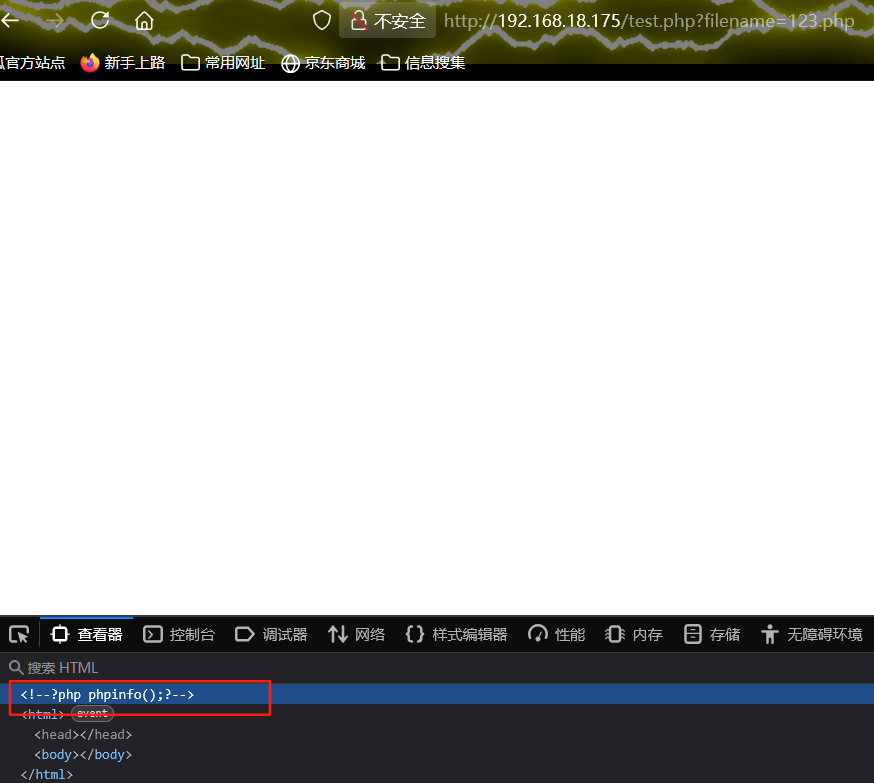 不安全 http://192.168.18.175/test.php?filename=123.php
官方站点 新手上路 常用网址 京东商城 信息搜集
查看器 控制台 调试器 网络 {} 样式编辑器 性能 内存 存储 无障碍环境
搜索 HTML
<!--?php phpinfo();?-->
<html> event
<head></head>
<body></body>
</html>